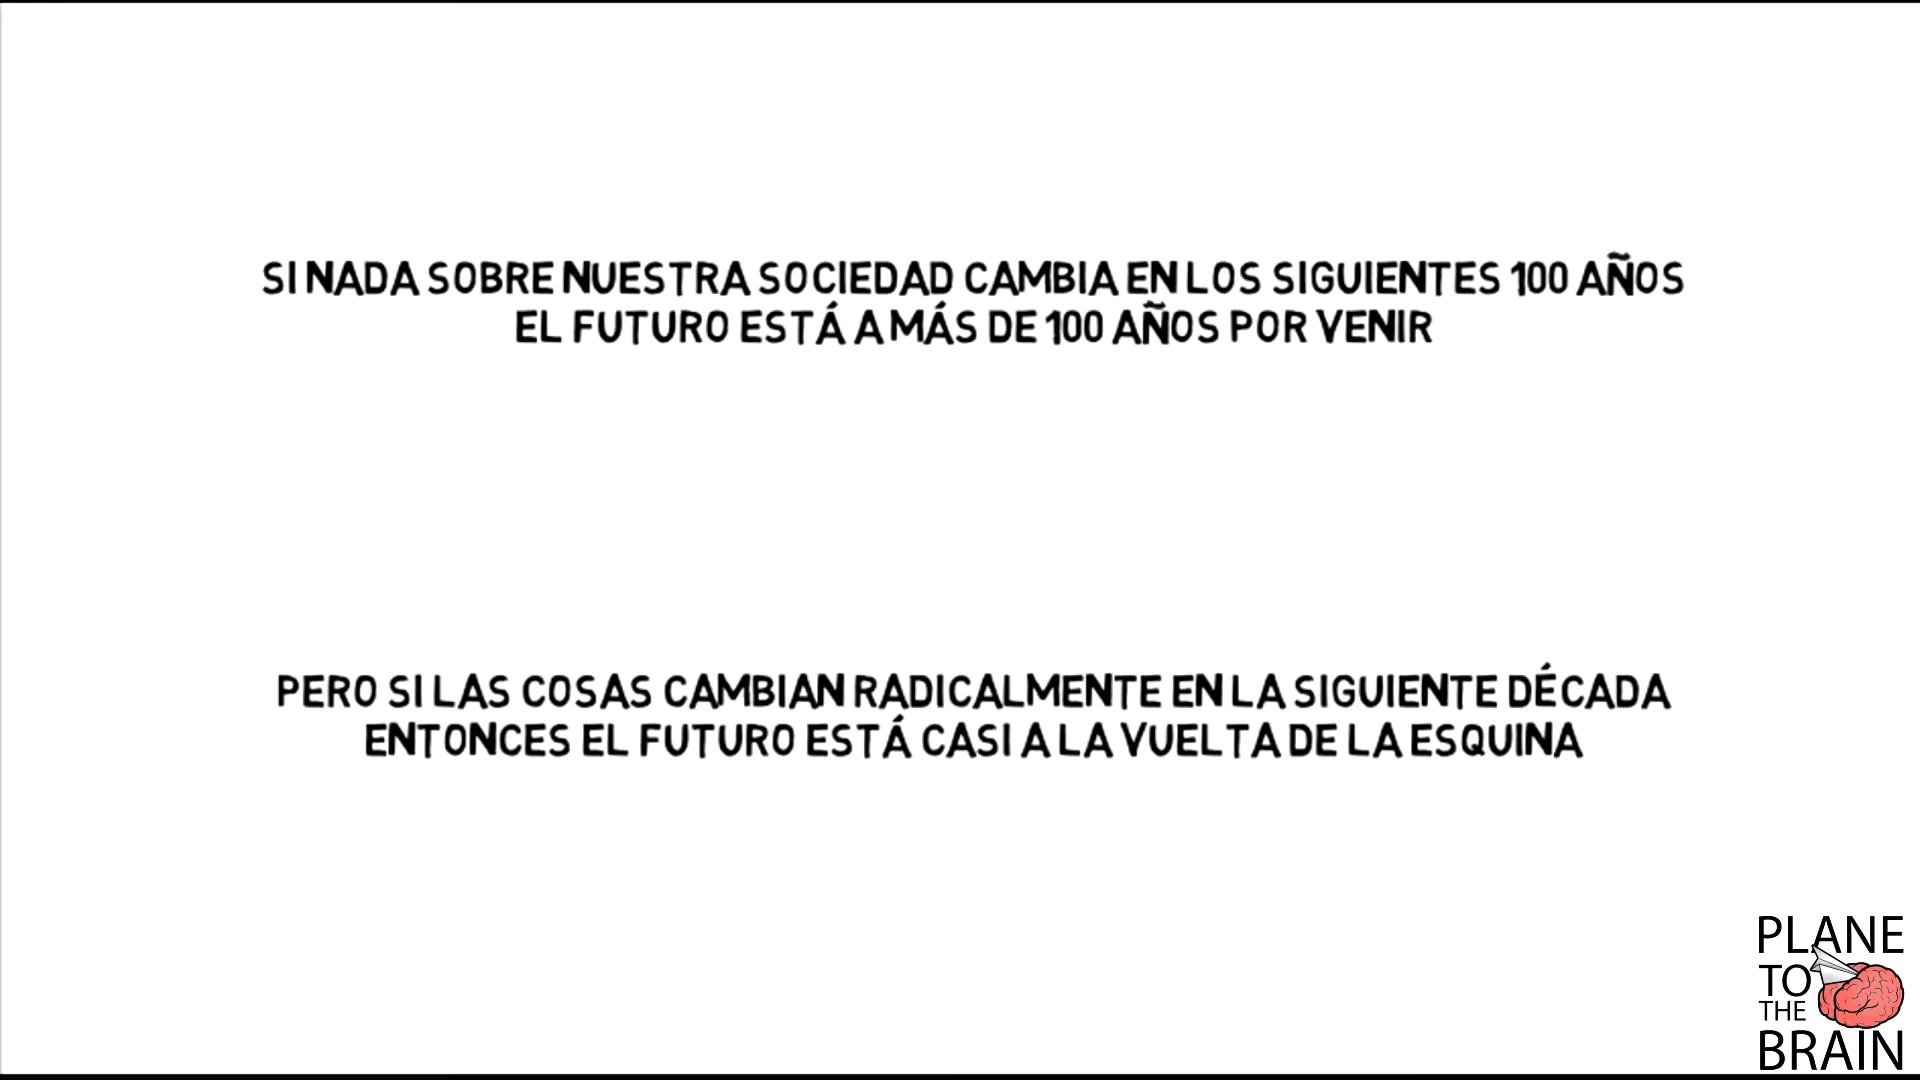 SI NADA SOBRE NUESTRA SOCIEDAD CAMBIA EN LOS SIGUIENTES 100 AÑOS
EL FUTURO ESTÁ A MÁS DE 100 AÑOS POR VENIR
PERO SI LAS COSAS CAMBIAN RADICALMENTE EN LA SIGUIENTE DÉCADA
ENTONCES EL FUTURO ESTÁ CASI A LA VUELTA DE LA ESQUINA
PLANE
TO
THE
BRAIN